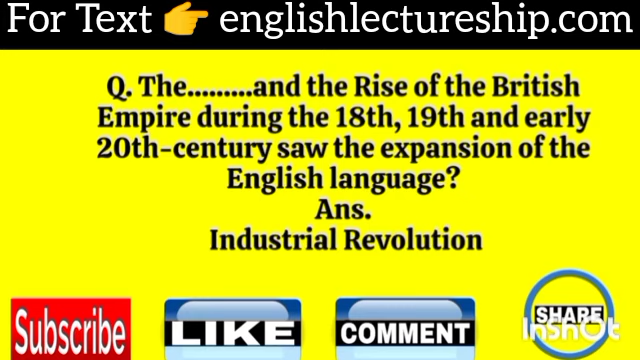 For Text 👉 englishlectureship.com
Q. The.........and the Rise of the British
Empire during the 18th, 19th and early
20th-century saw the expansion of the
English language?
Ans.
Industrial Revolution
Subscribe
LIKE
COMMENT
SHARE
InShOt